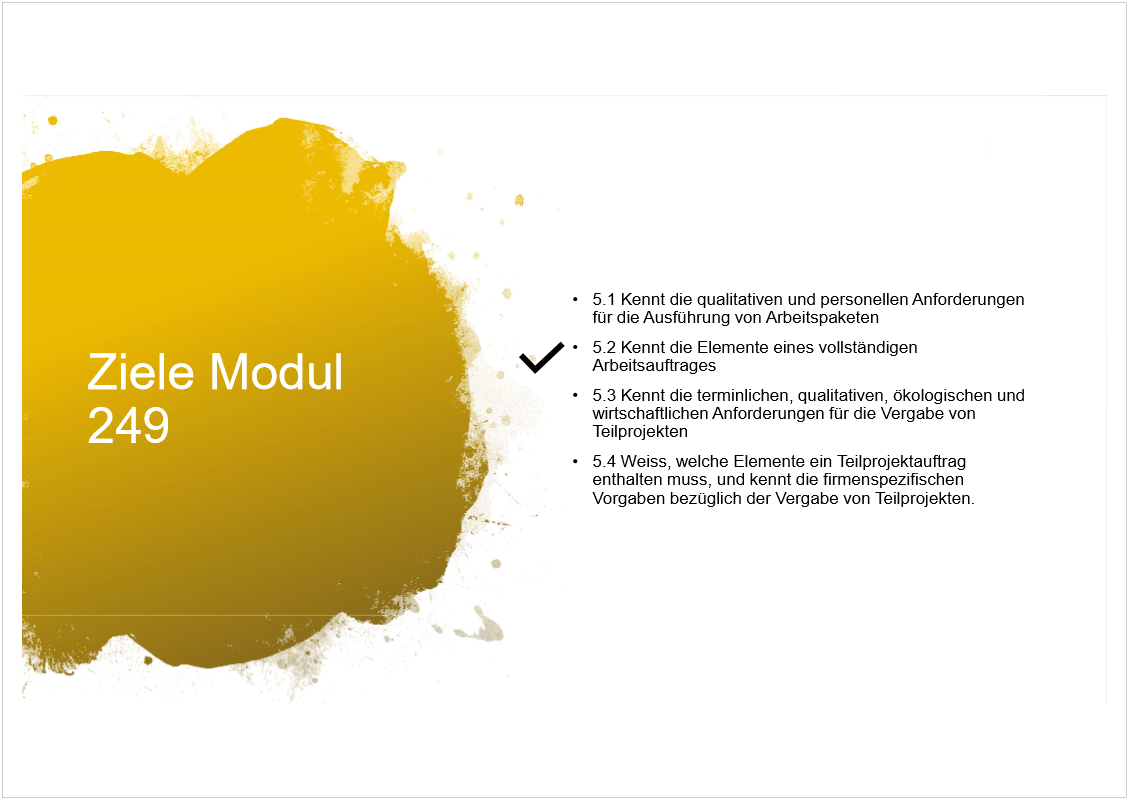 Ziele Modul
249
• 5.1 Kennt die qualitativen und personellen Anforderungen
für die Ausführung von Arbeitspaketen
• 5.2 Kennt die Elemente eines vollständigen
Arbeitsauftrages
• 5.3 Kennt die terminlichen, qualitativen, ökologischen und
wirtschaftlichen Anforderungen für die Vergabe von
Teilprojekten
• 5.4 Weiss, welche Elemente ein Teilprojektauftrag
enthalten muss, und kennt die firmenspezifischen
Vorgaben bezüglich der Vergabe von Teilprojekten.